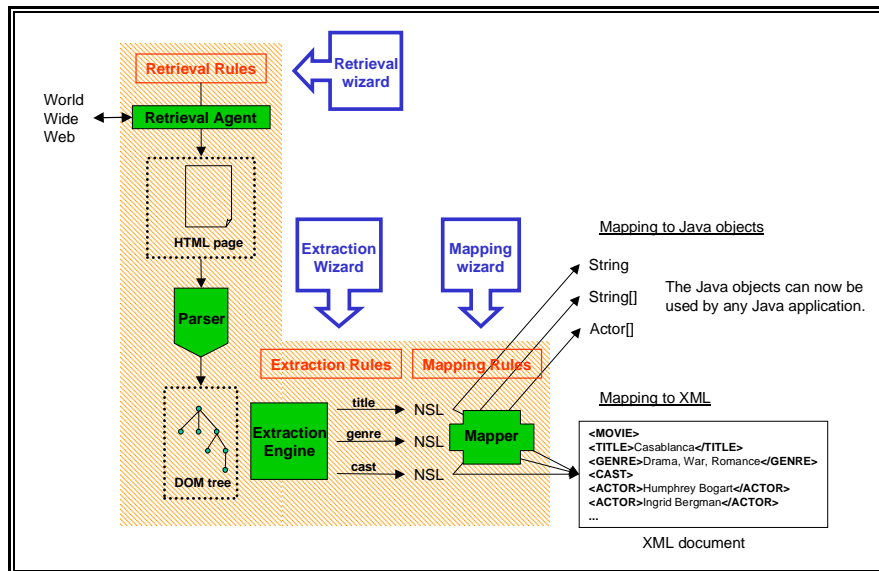 Retrieval Rules
Retrieval
wizard
World
Wide
Web
Retrieval Agent
HTML page
Extraction
Wizard
Mapping
wizard
Mapping to Java objects
String
String[]
Actor[]
The Java objects can now be
used by any Java application.
Parser
Extraction Rules
Mapping Rules
DOM tree
Extraction
Engine
title
genre
cast
NSL
NSL
NSL
Mapper
Mapping to XML
<MOVIE>
<TITLE>Casablanca</TITLE>
<GENRE>Drama, War, Romance</GENRE>
<CAST>
<ACTOR>Humphrey Bogart</ACTOR>
<ACTOR>Ingrid Bergman</ACTOR>
...
XML document